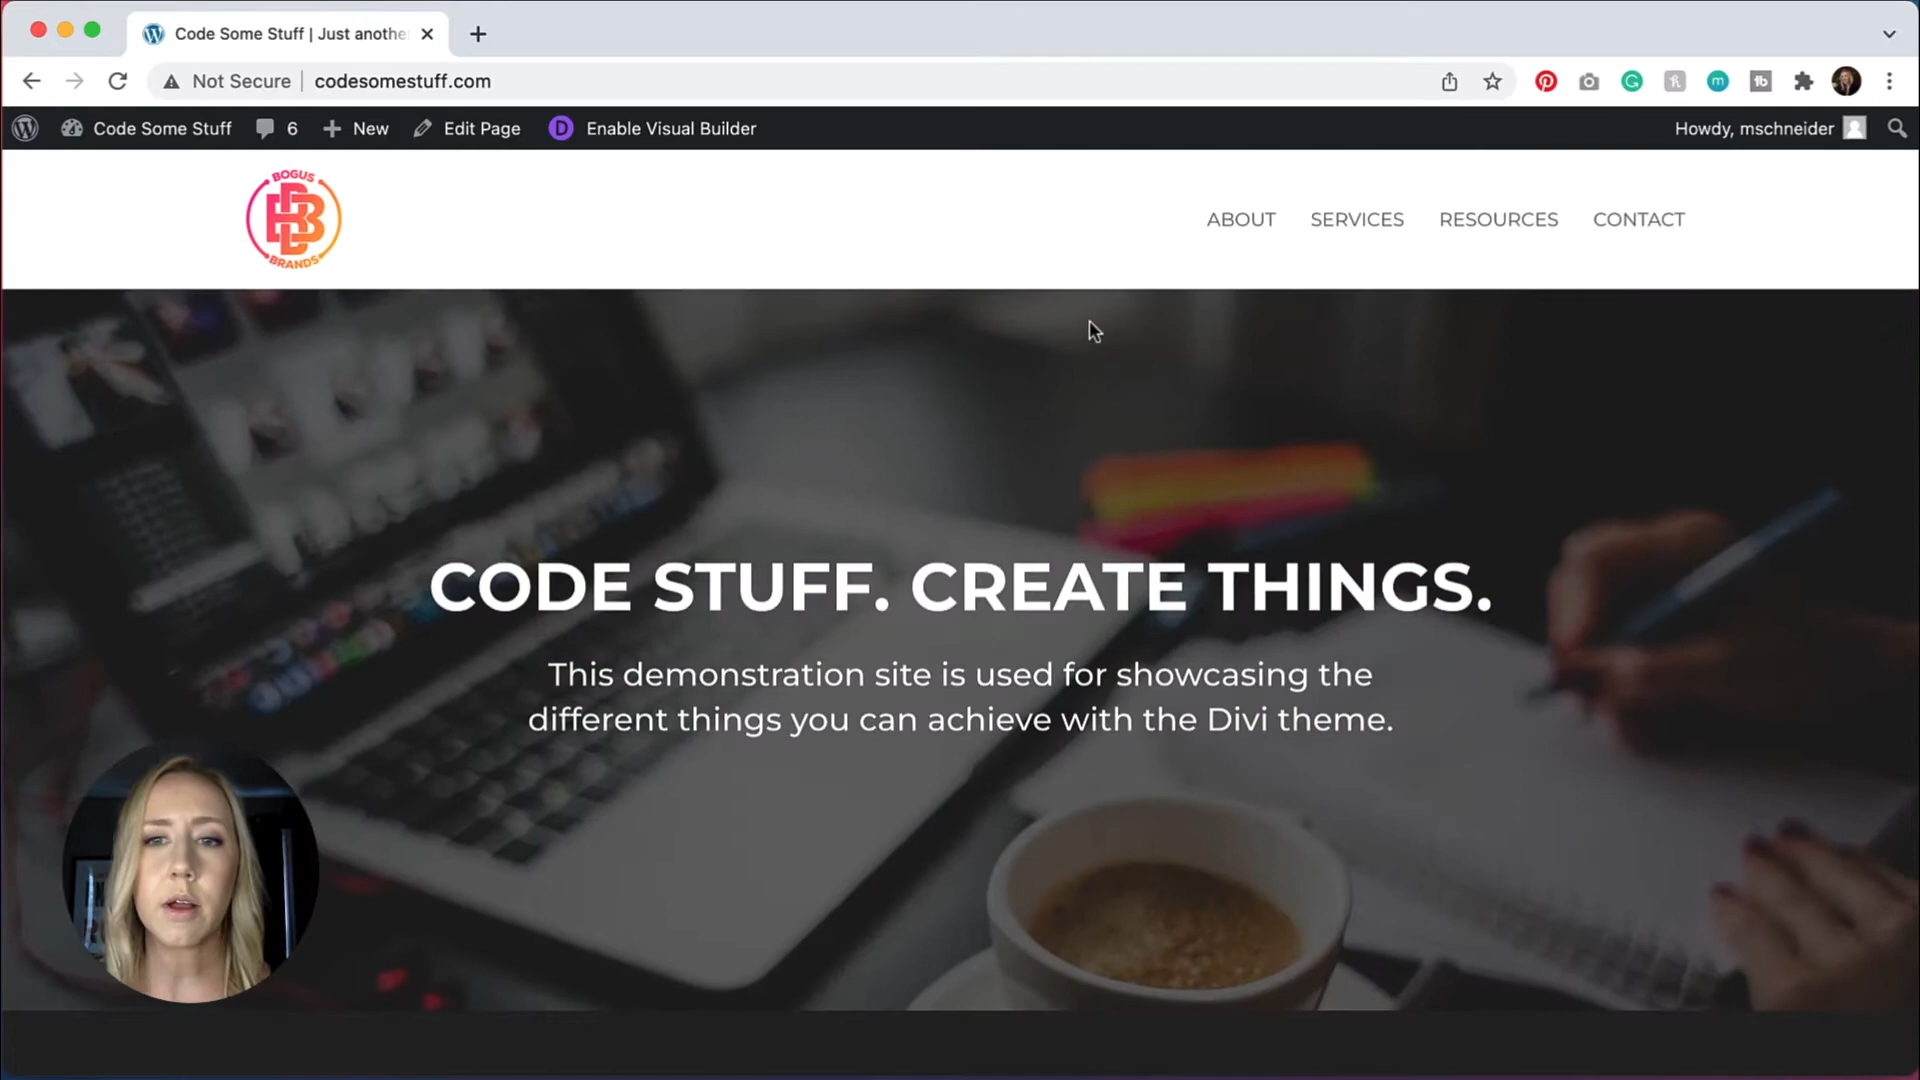 Code Some Stuff | Just anothe
Not Secure | codesomestuff.com
Code Some Stuff 6 New Edit Page D Enable Visual Builder Howdy, mschneider
BOGUS
BRANDS
ABOUT SERVICES RESOURCES CONTACT
CODE STUFF. CREATE THINGS.
This demonstration site is used for showcasing the
different things you can achieve with the Divi theme.